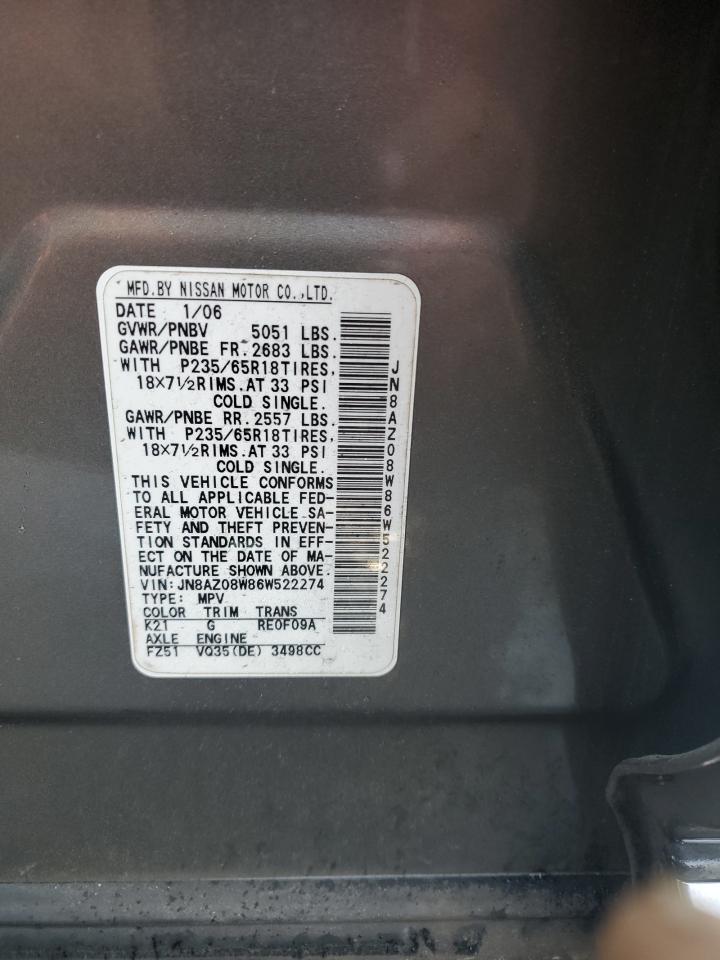 MFD.BY NISSAN MOTOR CO.,LTD.
DATE 1/06
GVWR/PNBV 5051 LBS.
GAWR/PNBE FR.2683 LBS.
WITH P235/65R18TIRES,
18×7½RIMS.AT 33 PSI
COLD SINGLE.
GAWR/PNBE RR.2557 LBS.
WITH P235/65R18TIRES,
18×7½RIMS.AT 33 PSI
COLD SINGLE.
THIS VEHICLE CONFORMS
TO ALL APPLICABLE FED-
ERAL MOTOR VEHICLE SA-
FETY AND THEFT PREVEN-
TION STANDARDS IN EFF-
ECT ON THE DATE OF MA-
NUFACTURE SHOWN ABOVE.
VIN:JN8AZ08W86W522274
TYPE: MPV
COLOR TRIM TRANS
K21 G RE0F09A
AXLE ENGINE
FZ51 VQ35(DE) 3498CC
JN8AZ08W86W522274